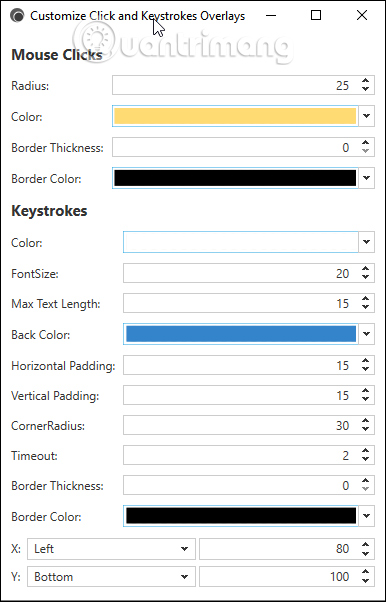 Customize Click and Keystrokes Overlays
Quantrimang
Mouse Clicks
Radius: 25
Color:
Border Thickness: 0
Border Color:
Keystrokes
Color:
FontSize: 20
Max Text Length: 15
Back Color:
Horizontal Padding: 15
Vertical Padding: 15
CornerRadius: 30
Timeout: 2
Border Thickness: 0
Border Color:
X: Left 80
Y: Bottom 100